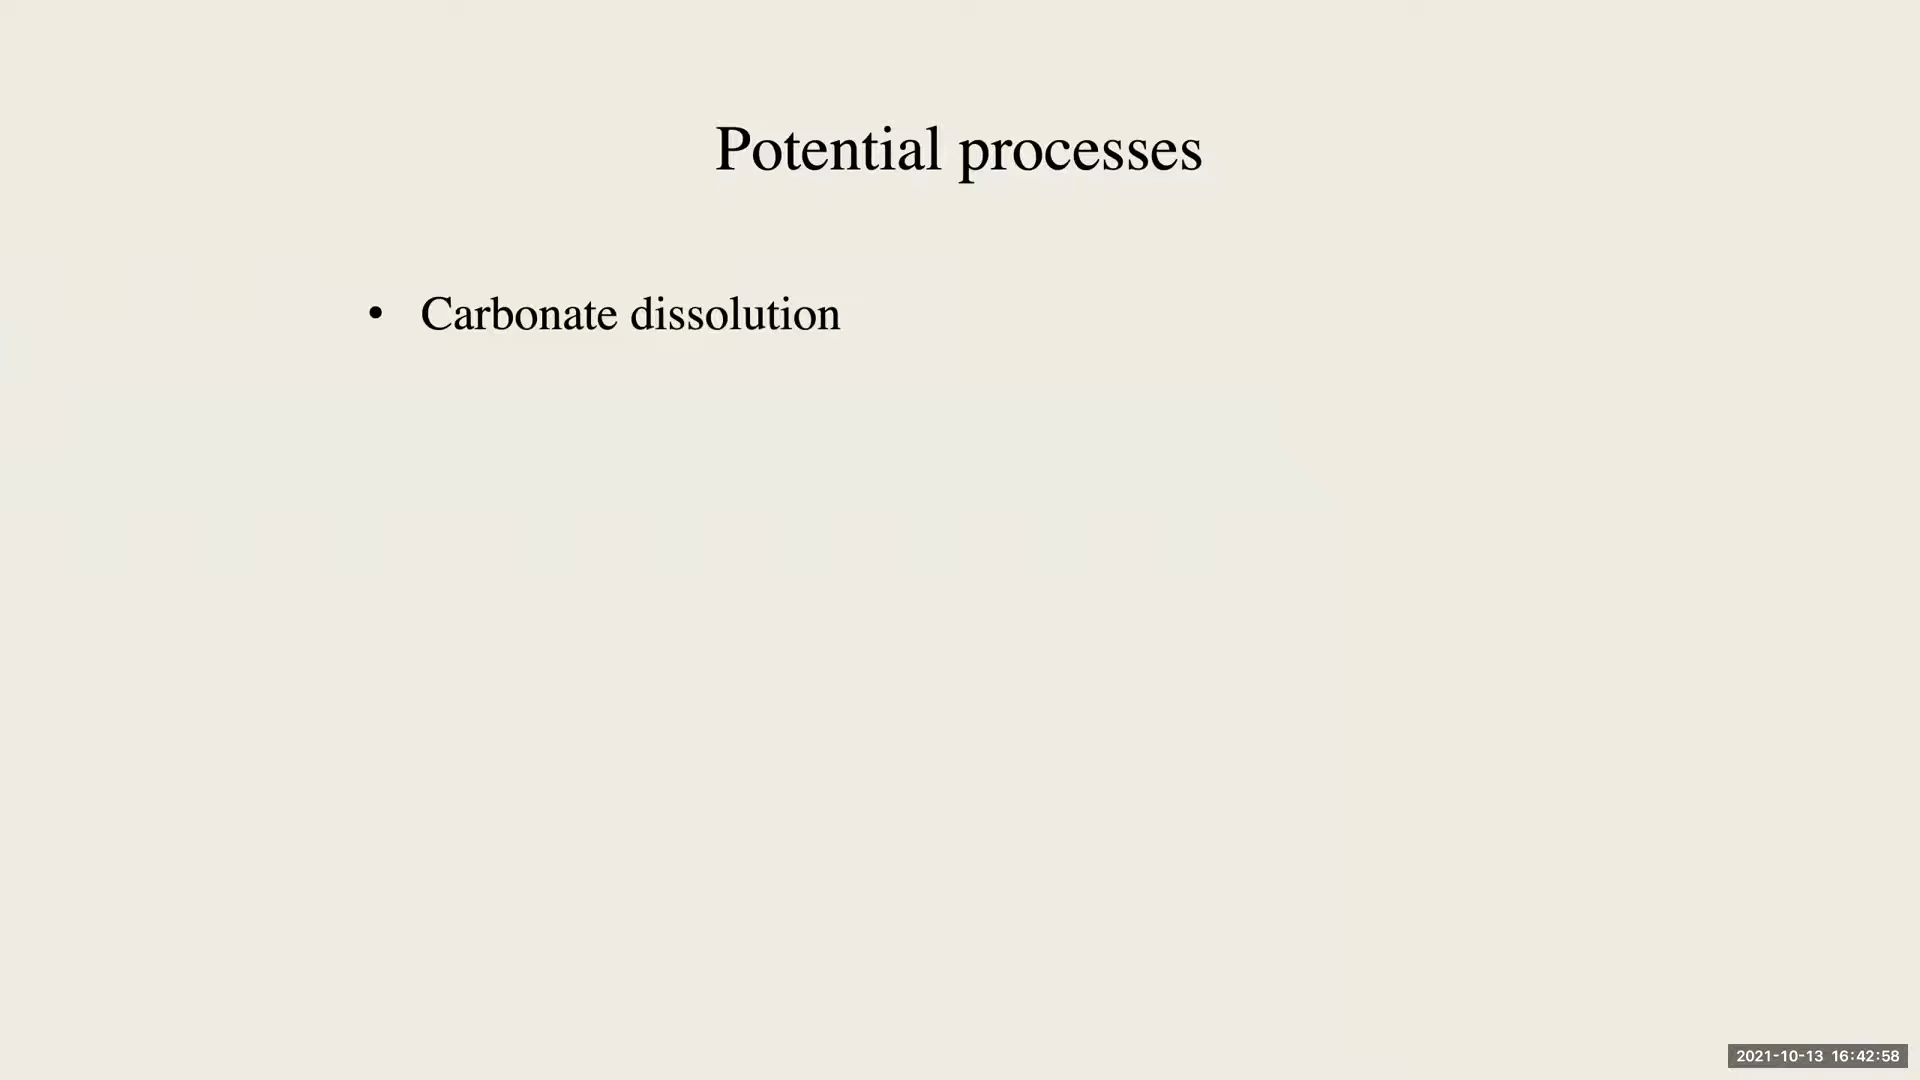 Potential processes
• Carbonate dissolution
2021-10-13 16:42:58